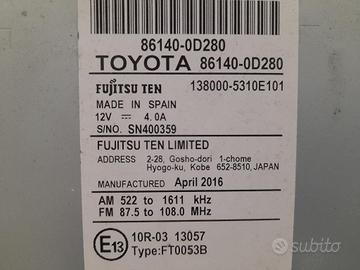 86140-0D280
TOYOTA 86140-0D280
FUJITSU TEN 138000-5310E101
MADE IN SPAIN
12V ⎓ 4.0A
S/NO. SN400359
FUJITSU TEN LIMITED
ADDRESS 2-28, Gosho-dori 1-chome
Hyogo-ku, Kobe 652-8510, JAPAN
MANUFACTURED April 2016
AM 522 to 1611 kHz
FM 87.5 to 108.0 MHz
E13 10R-03 13057
Type:FT0053B
subito